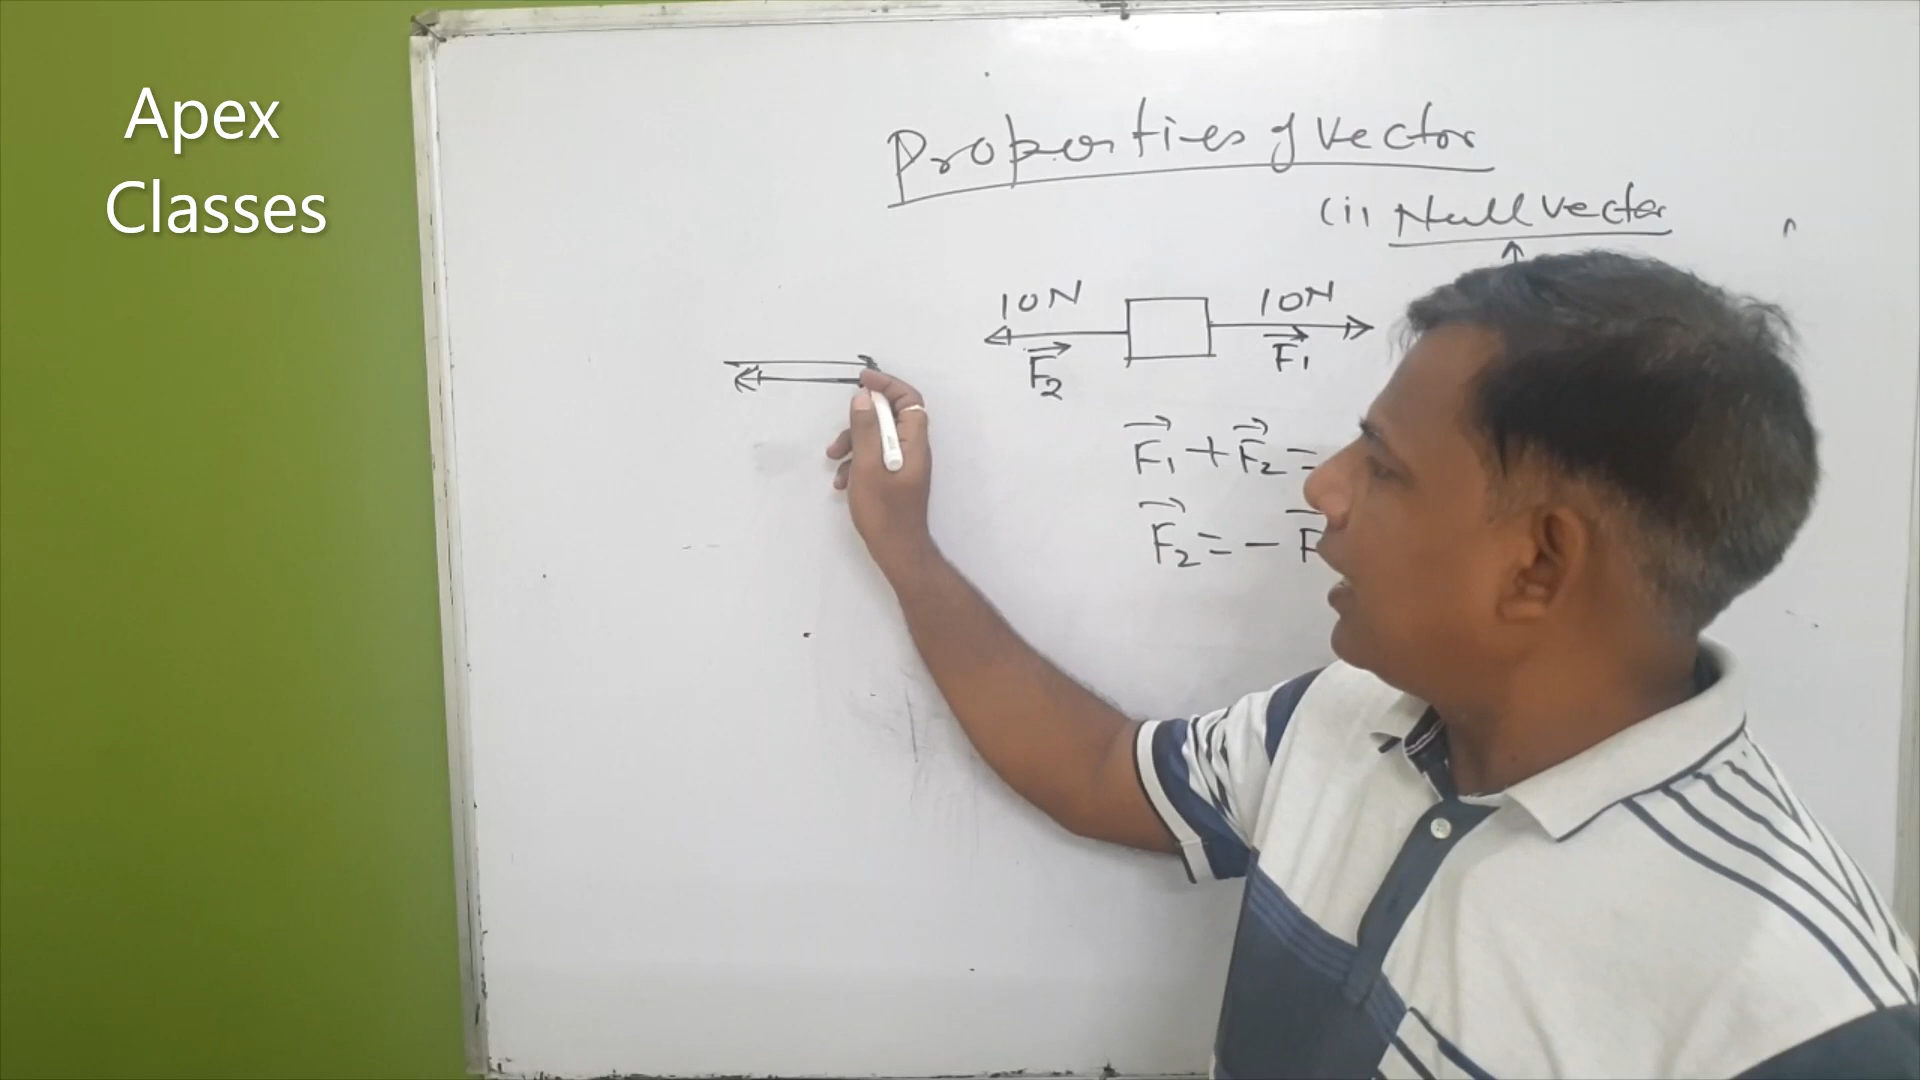 Apex
Classes
Properties of vector
(i) Null vector
10N 10N
F₂ F₁
F₁ + F₂ =
F₂ = - F